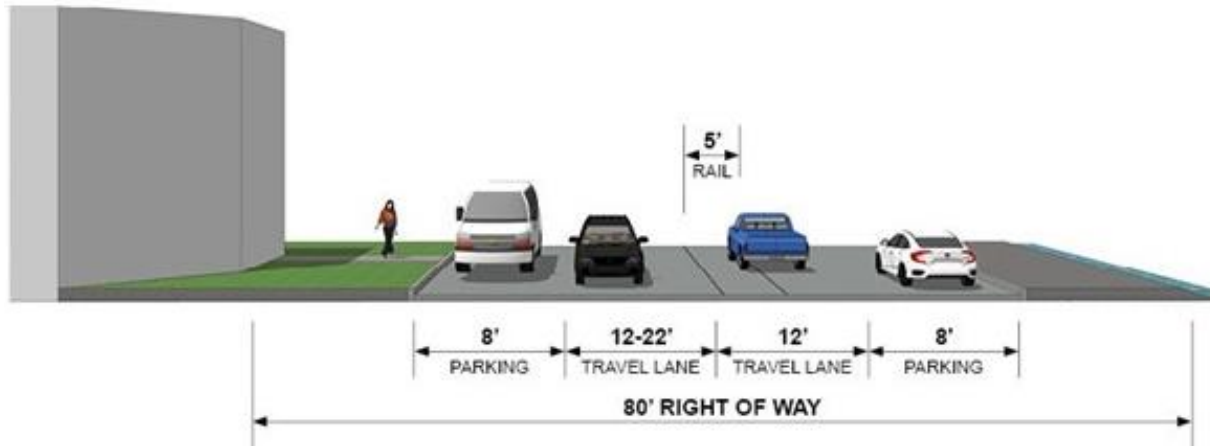 5’
RAIL
8’ 12-22’ 12’ 8’
PARKING TRAVEL LANE TRAVEL LANE PARKING
80’ RIGHT OF WAY